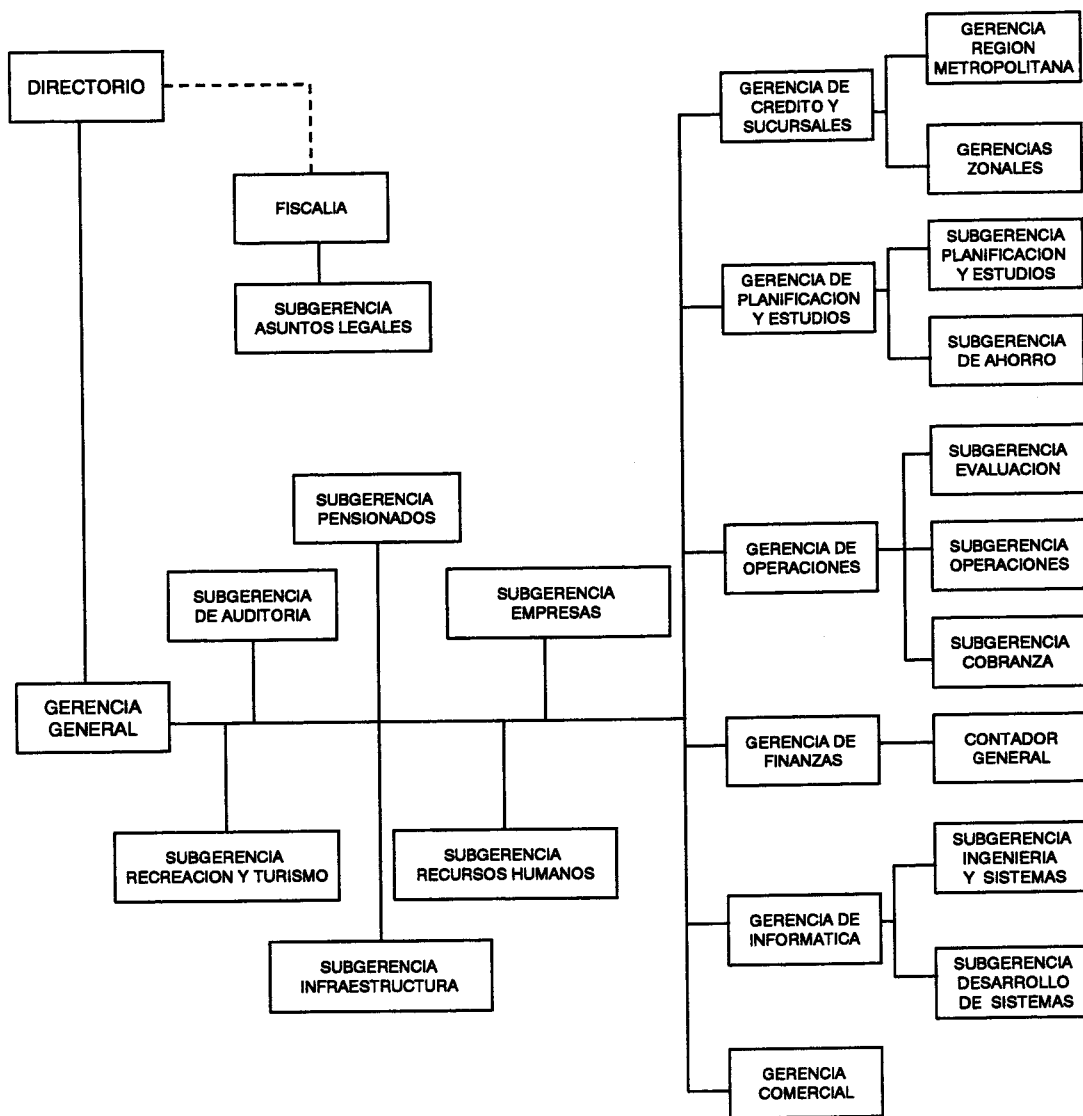 DIRECTORIO
FISCALIA
SUBGERENCIA
ASUNTOS LEGALES
SUBGERENCIA
PENSIONADOS
SUBGERENCIA
DE AUDITORIA
SUBGERENCIA
EMPRESAS
GERENCIA
GENERAL
SUBGERENCIA
RECREACION Y TURISMO
SUBGERENCIA
RECURSOS HUMANOS
SUBGERENCIA
INFRAESTRUCTURA
GERENCIA DE
CREDITO Y
SUCURSALES
GERENCIA
REGION
METROPOLITANA
GERENCIAS
ZONALES
GERENCIA DE
PLANIFICACION
Y ESTUDIOS
SUBGERENCIA
PLANIFICACION
Y ESTUDIOS
SUBGERENCIA
DE AHORRO
GERENCIA DE
OPERACIONES
SUBGERENCIA
EVALUACION
SUBGERENCIA
OPERACIONES
SUBGERENCIA
COBRANZA
GERENCIA DE
FINANZAS
CONTADOR
GENERAL
GERENCIA DE
INFORMATICA
SUBGERENCIA
INGENIERIA
Y SISTEMAS
SUBGERENCIA
DESARROLLO
DE SISTEMAS
GERENCIA
COMERCIAL